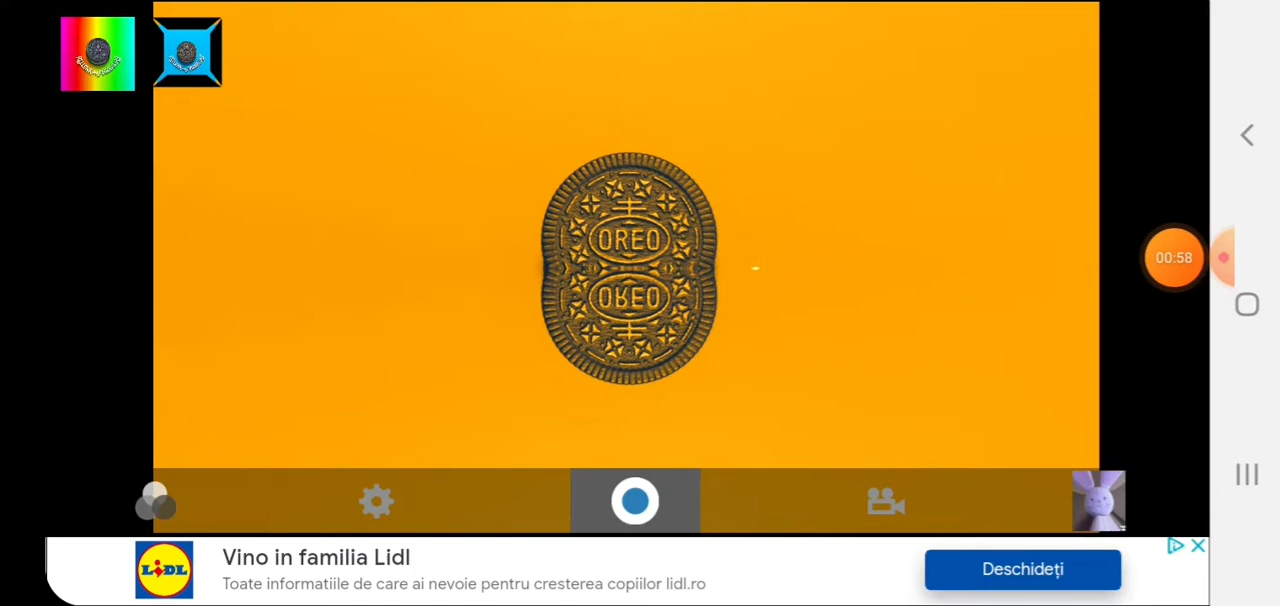 OREO
OREO
00:58
LIDL
Vino in familia Lidl
Toate informatiile de care ai nevoie pentru cresterea copiilor lidl.ro
Deschideți